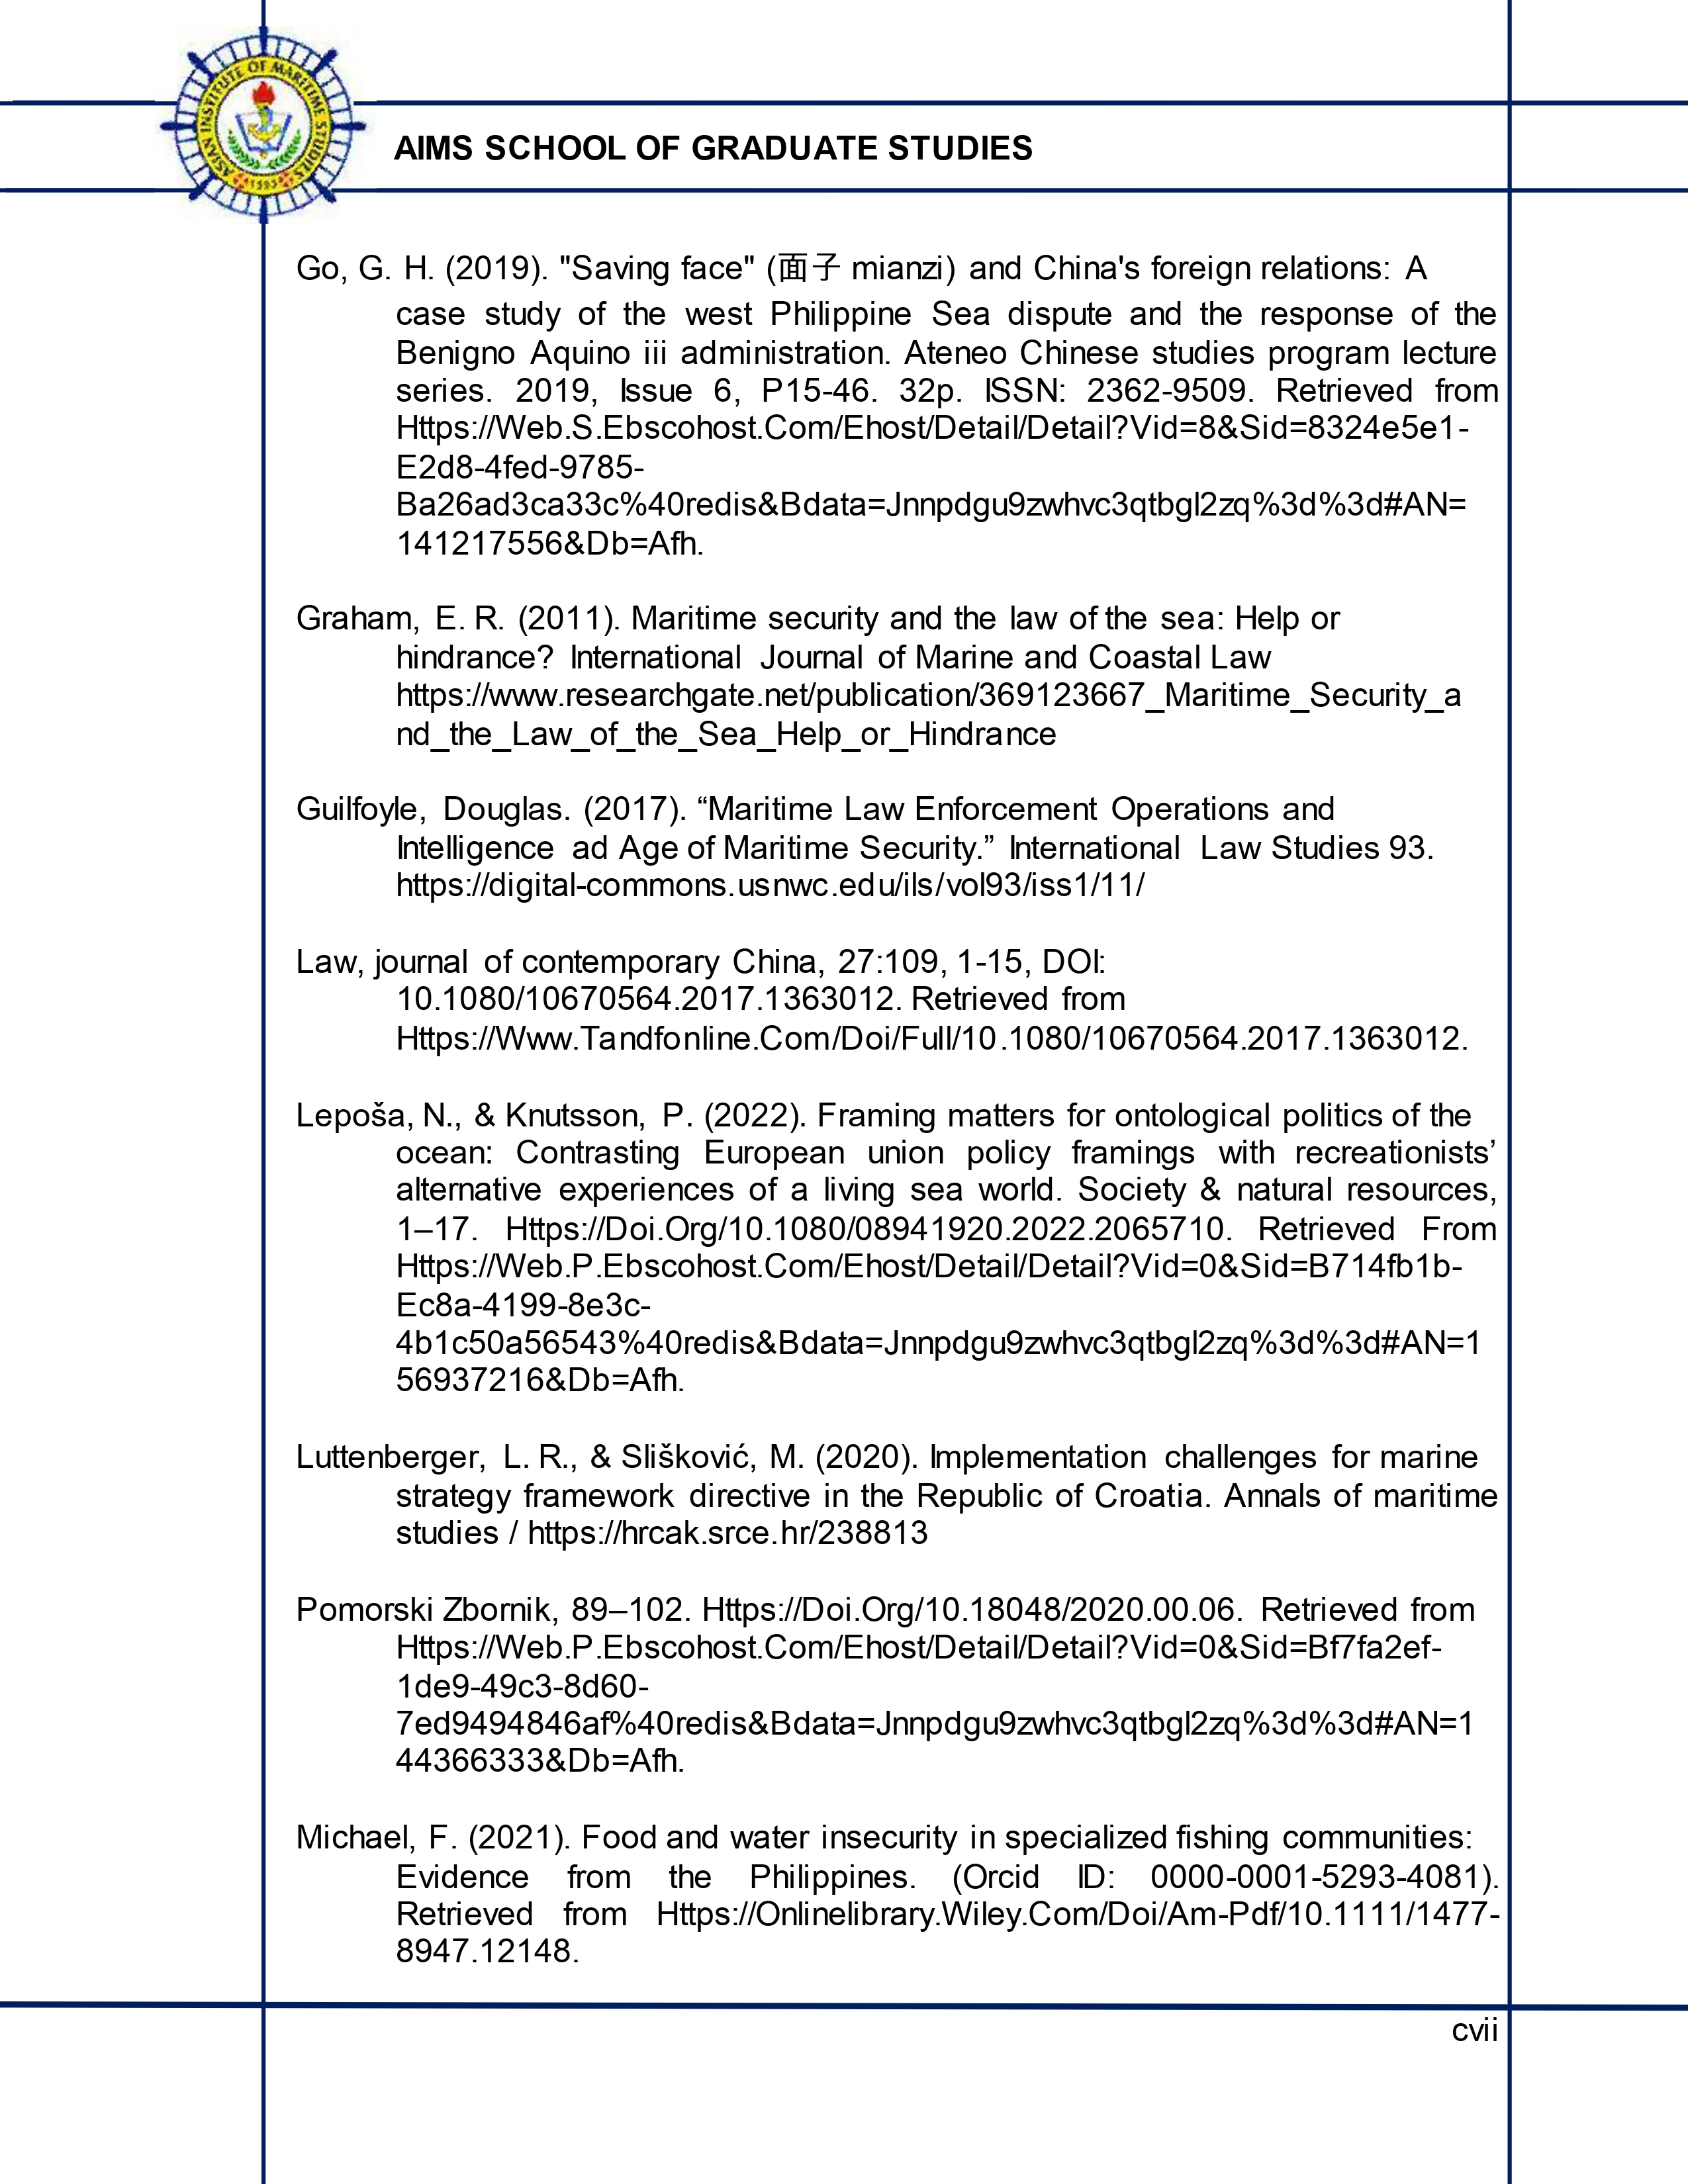 ASIAN INSTITUTE OF MARITIME STUDIES
1993
AIMS SCHOOL OF GRADUATE STUDIES
Go, G. H. (2019). "Saving face" (面子 mianzi) and China's foreign relations: A
case study of the west Philippine Sea dispute and the response of the
Benigno Aquino iii administration. Ateneo Chinese studies program lecture
series. 2019, Issue 6, P15-46. 32p. ISSN: 2362-9509. Retrieved from
Https://Web.S.Ebscohost.Com/Ehost/Detail/Detail?Vid=8&Sid=8324e5e1-
E2d8-4fed-9785-
Ba26ad3ca33c%40redis&Bdata=Jnnpdgu9zwhvc3qtbgl2zq%3d%3d#AN=
141217556&Db=Afh.
Graham, E. R. (2011). Maritime security and the law of the sea: Help or
hindrance? International Journal of Marine and Coastal Law
https://www.researchgate.net/publication/369123667_Maritime_Security_a
nd_the_Law_of_the_Sea_Help_or_Hindrance
Guilfoyle, Douglas. (2017). “Maritime Law Enforcement Operations and
Intelligence ad Age of Maritime Security.” International Law Studies 93.
https://digital-commons.usnwc.edu/ils/vol93/iss1/11/
Law, journal of contemporary China, 27:109, 1-15, DOI:
10.1080/10670564.2017.1363012. Retrieved from
Https://Www.Tandfonline.Com/Doi/Full/10.1080/10670564.2017.1363012.
Lepoša, N., & Knutsson, P. (2022). Framing matters for ontological politics of the
ocean: Contrasting European union policy framings with recreationists’
alternative experiences of a living sea world. Society & natural resources,
1–17. Https://Doi.Org/10.1080/08941920.2022.2065710. Retrieved From
Https://Web.P.Ebscohost.Com/Ehost/Detail/Detail?Vid=0&Sid=B714fb1b-
Ec8a-4199-8e3c-
4b1c50a56543%40redis&Bdata=Jnnpdgu9zwhvc3qtbgl2zq%3d%3d#AN=1
56937216&Db=Afh.
Luttenberger, L. R., & Slišković, M. (2020). Implementation challenges for marine
strategy framework directive in the Republic of Croatia. Annals of maritime
studies / https://hrcak.srce.hr/238813
Pomorski Zbornik, 89–102. Https://Doi.Org/10.18048/2020.00.06. Retrieved from
Https://Web.P.Ebscohost.Com/Ehost/Detail/Detail?Vid=0&Sid=Bf7fa2ef-
1de9-49c3-8d60-
7ed9494846af%40redis&Bdata=Jnnpdgu9zwhvc3qtbgl2zq%3d%3d#AN=1
44366333&Db=Afh.
Michael, F. (2021). Food and water insecurity in specialized fishing communities:
Evidence from the Philippines. (Orcid ID: 0000-0001-5293-4081).
Retrieved from Https://Onlinelibrary.Wiley.Com/Doi/Am-Pdf/10.1111/1477-
8947.12148.
cvii